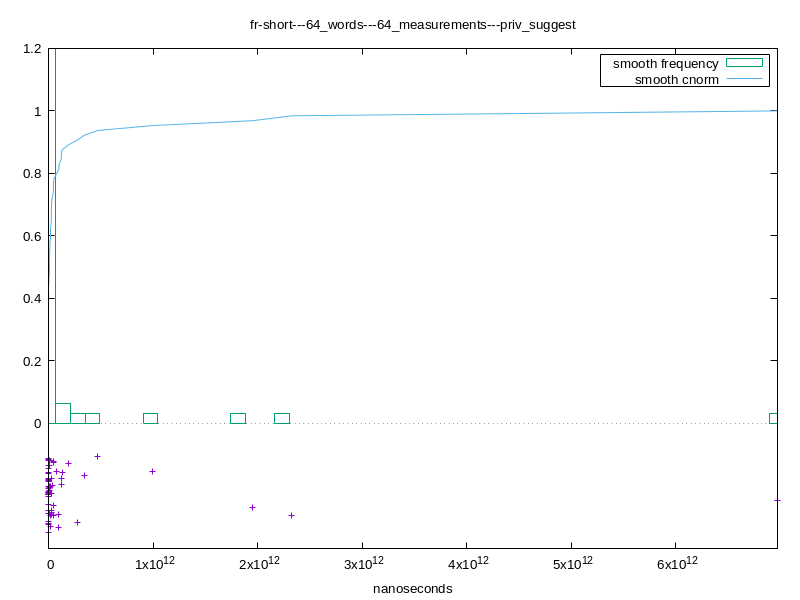 fr-short---64_words---64_measurements---priv_suggest
smooth frequency
smooth cnorm
1.2
1
0.8
0.6
0.4
0.2
0
0 1x10^12 2x10^12 3x10^12 4x10^12 5x10^12 6x10^12
nanoseconds